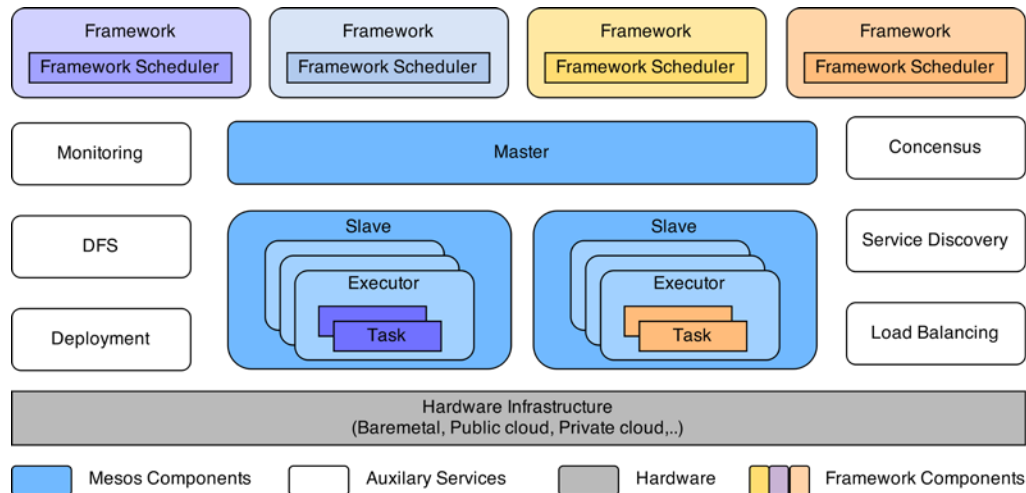 Framework
Framework Scheduler
Framework
Framework Scheduler
Framework
Framework Scheduler
Framework
Framework Scheduler
Monitoring
Master
Concensus
DFS
Slave
Executor
Task
Slave
Executor
Task
Service Discovery
Deployment
Load Balancing
Hardware Infrastructure
(Baremetal, Public cloud, Private cloud,..)
Mesos Components
Auxilary Services
Hardware
Framework Components